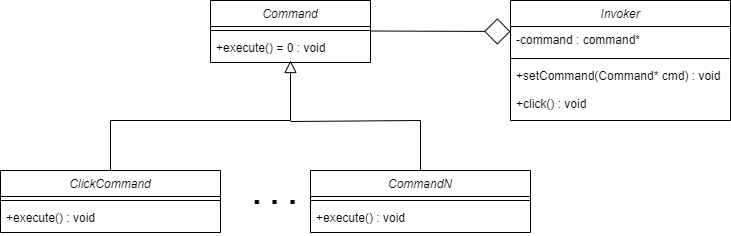 Command
+execute() = 0 : void
Invoker
-command : command*
+setCommand(Command* cmd) : void
+click() : void
ClickCommand
+execute() : void
. . .
CommandN
+execute() : void